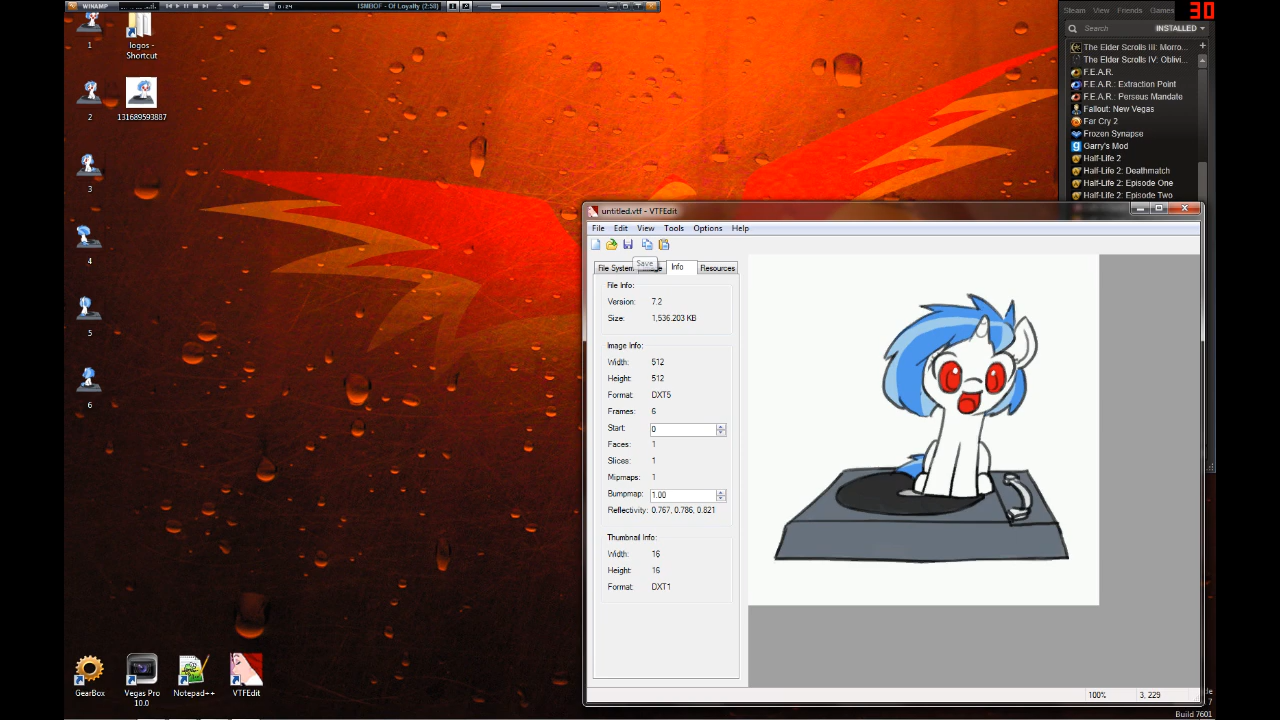 WINAMP
0:24
ISMBOF - Of Loyalty (2:58)
Steam View Friends Games
30
Search
INSTALLED
1
logos -
Shortcut
2
131689593887
3
4
5
6
The Elder Scrolls III: Morro...
The Elder Scrolls IV: Oblivi...
F.E.A.R.
F.E.A.R.: Extraction Point
F.E.A.R.: Perseus Mandate
Fallout: New Vegas
Far Cry 2
Frozen Synapse
Garry's Mod
Half-Life 2
Half-Life 2: Deathmatch
Half-Life 2: Episode One
Half-Life 2: Episode Two
untitled.vtf - VTFEdit
File Edit View Tools Options Help
Save
File System Info Resources
File Info:
Version: 7.2
Size: 1,536.203 KB
Image Info:
Width: 512
Height: 512
Format: DXT5
Frames: 6
Start: 0
Faces: 1
Slices: 1
Mipmaps: 1
Bumpmap: 1.00
Reflectivity: 0.767, 0.786, 0.821
Thumbnail Info:
Width: 16
Height: 16
Format: DXT1
100%
3, 229
GearBox
Vegas Pro
10.0
Notepad++
VTFEdit
7
Build 7601